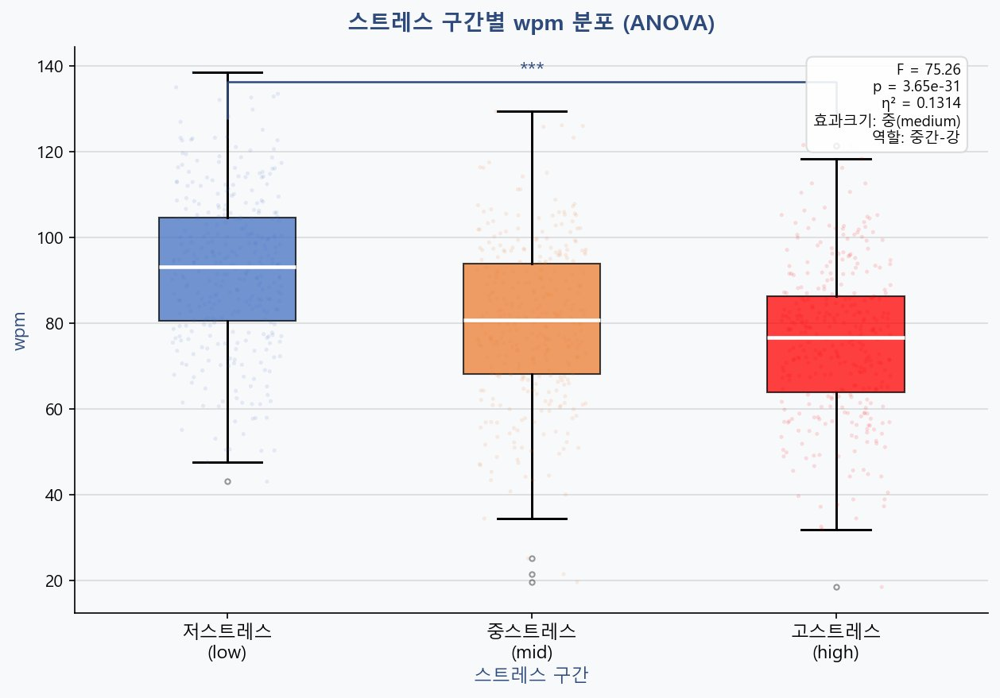 스트레스 구간별 wpm 분포 (ANOVA)
***
F = 75.26
p = 3.65e-31
η² = 0.1314
효과크기: 중(medium)
역할: 중간-강
140
120
100
80
60
40
20
wpm
저스트레스
(low)
중스트레스
(mid)
고스트레스
(high)
스트레스 구간